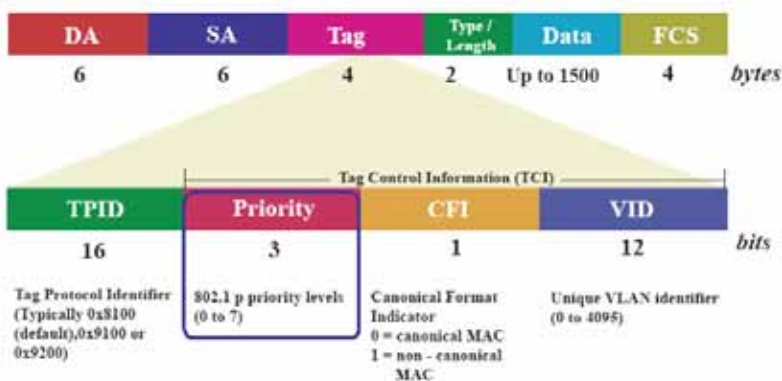 DA SA Tag Type / Length Data FCS
6 6 4 2 Up to 1500 4 bytes
Tag Control Information (TCI)
TPID Priority CFI VID
16 3 1 12 bits
Tag Protocol Identifier
(Typically 0x8100
(default),0x9100 or
0x9200)
802.1 p priority levels
(0 to 7)
Canonical Format
Indicator
0 = canonical MAC
1 = non - canonical
MAC
Unique VLAN identifier
(0 to 4095)